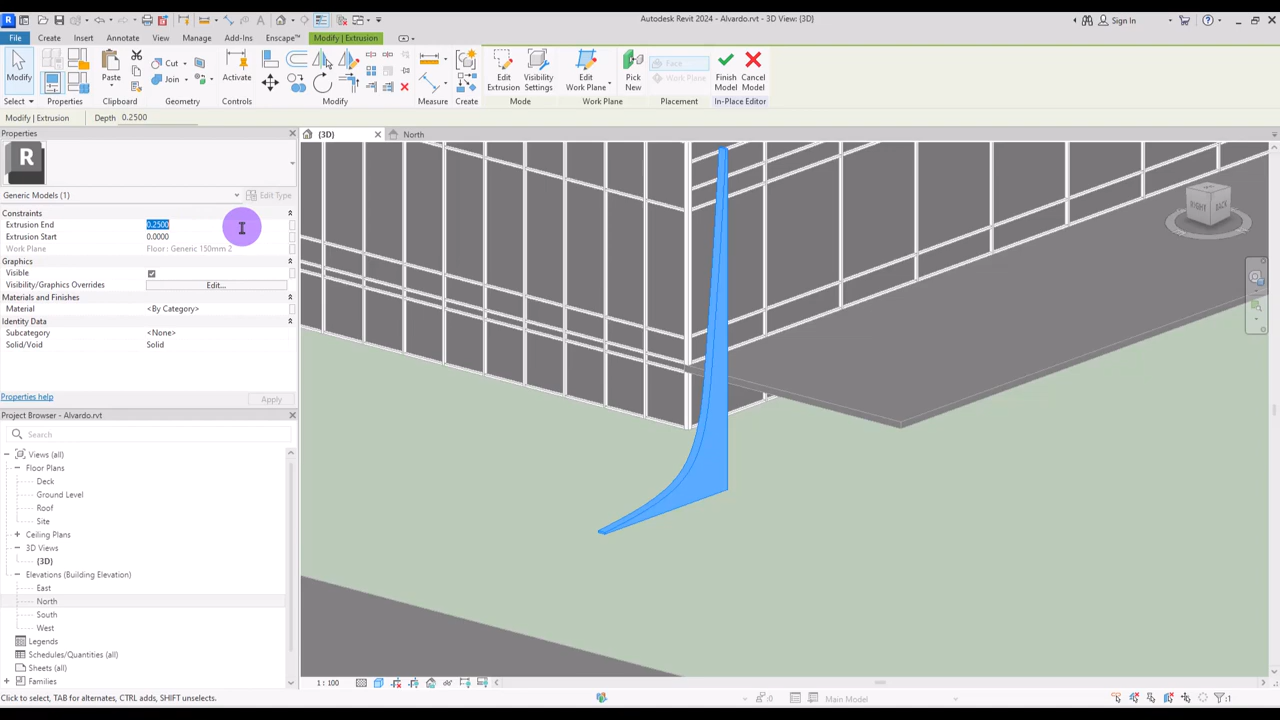 Autodesk Revit 2024 - Alvardo.rvt - 3D View: {3D}
Sign In
File
Create
Annotate
View
Manage
Add-Ins
Enscape™
Modify | Extrusion
Modify
Paste
Cut
Join
Activate
Edit Extrusion
Visibility Settings
Edit Work Plane
Pick New
Face
Work Plane
Finish Model
Cancel Model
Select
Properties
Clipboard
Geometry
Controls
Modify
Measure
Create
Mode
Work Plane
Placement
In-Place Editor
Modify | Extrusion
Depth
0.2500
Properties
{3D}
North
R
Generic Models (1)
Edit Type
Constraints
Extrusion End 0.2500
Extrusion Start 0.0000
Work Plane Floor : Generic 150mm 2
Graphics
Visible
Visibility/Graphics Overrides Edit...
Materials and Finishes
Material <By Category>
Identity Data
Subcategory <None>
Solid/Void Solid
Properties help
Apply
Project Browser - Alvardo.rvt
Search
Views (all)
Floor Plans
Deck
Ground Level
Roof
Site
Ceiling Plans
3D Views
{3D}
Elevations (Building Elevation)
East
North
South
West
Legends
Schedules/Quantities (all)
Sheets (all)
Families
RIGHT
BACK
1 : 100
Click to select, TAB for alternates, CTRL adds, SHIFT unselects.
:0
Main Model
:1